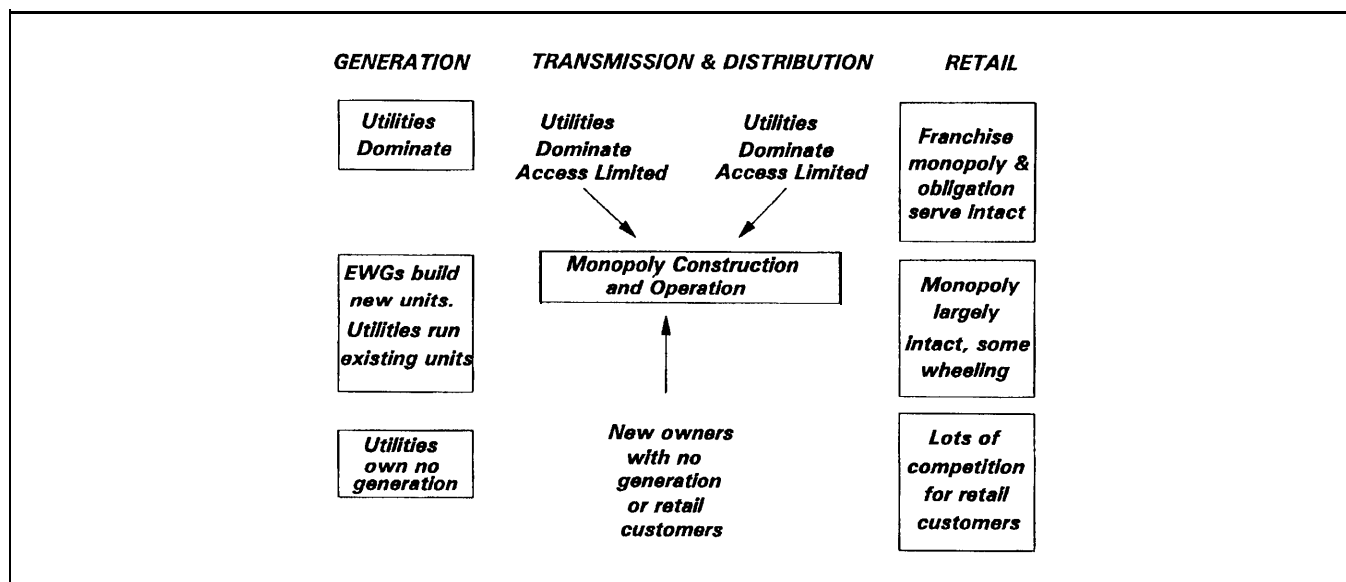 GENERATION
TRANSMISSION & DISTRIBUTION
RETAIL
Utilities
Dominate
Utilities
Dominate
Access Limited
Utilities
Dominate
Access Limited
Franchise
monopoly &
obligation
serve intact
EWGs build
new units.
Utilities run
existing units
Monopoly Construction
and Operation
Monopoly
largely
intact, some
wheeling
Utilities
own no
generation
New owners
with no
generation
or retail
customers
Lots of
competition
for retail
customers